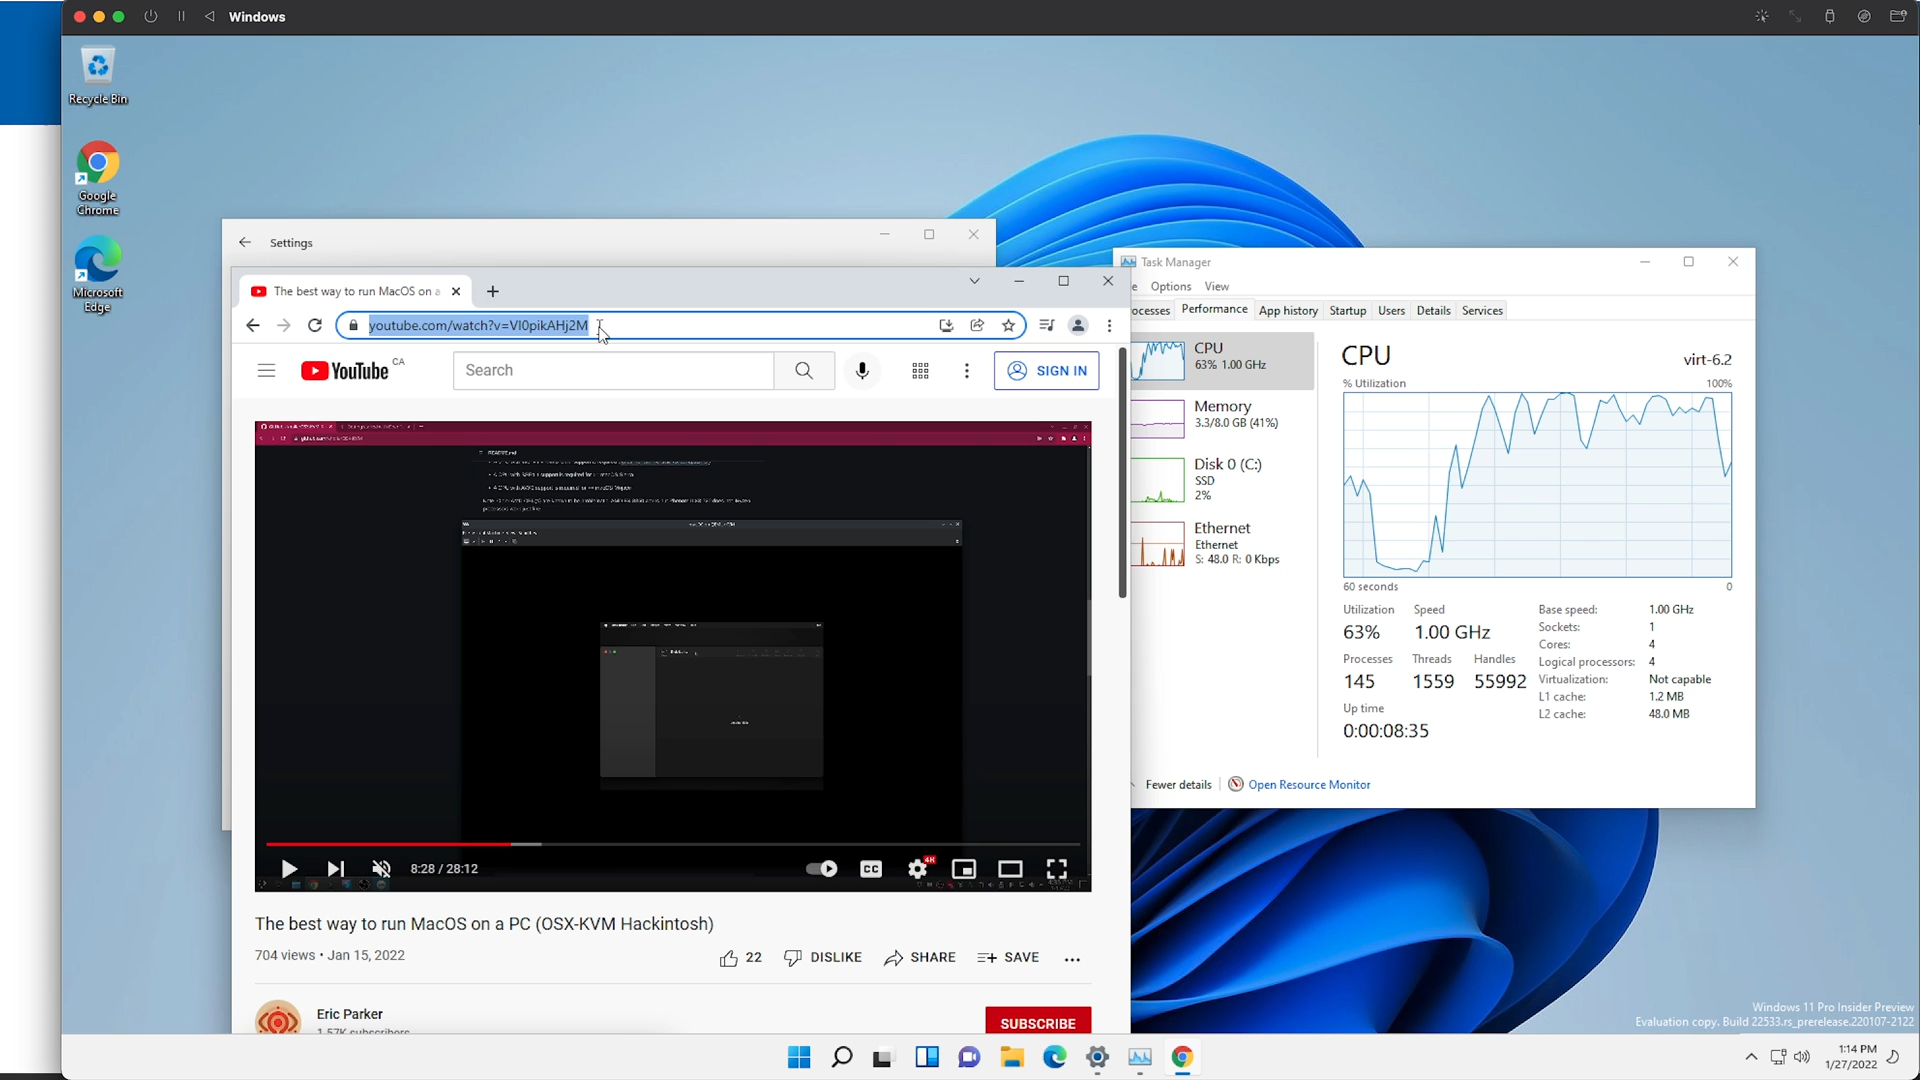 Windows
Recycle Bin
Google
Chrome
Microsoft
Edge
Settings
The best way to run MacOS on a
youtube.com/watch?v=VI0pikAHj2M
YouTube CA
Search
SIGN IN
README.md
8:28 / 28:12
CC
4K
The best way to run MacOS on a PC (OSX-KVM Hackintosh)
704 views • Jan 15, 2022
22
DISLIKE
SHARE
SAVE
Eric Parker
1.57K subscribers
SUBSCRIBE
Task Manager
Options View
Performance App history Startup Users Details Services
CPU
63% 1.00 GHz
Memory
3.3/8.0 GB (41%)
Disk 0 (C:)
SSD
2%
Ethernet
Ethernet
S: 48.0 R: 0 Kbps
CPU
virt-6.2
% Utilization
100%
60 seconds
0
Utilization Speed
63% 1.00 GHz
Processes Threads Handles
145 1559 55992
Up time
0:00:08:35
Base speed: 1.00 GHz
Sockets: 1
Cores: 4
Logical processors: 4
Virtualization: Not capable
L1 cache: 1.2 MB
L2 cache: 48.0 MB
Fewer details
Open Resource Monitor
Windows 11 Pro Insider Preview
Evaluation copy. Build 22533.rs_prerelease.220107-2122
1:14 PM
1/27/2022